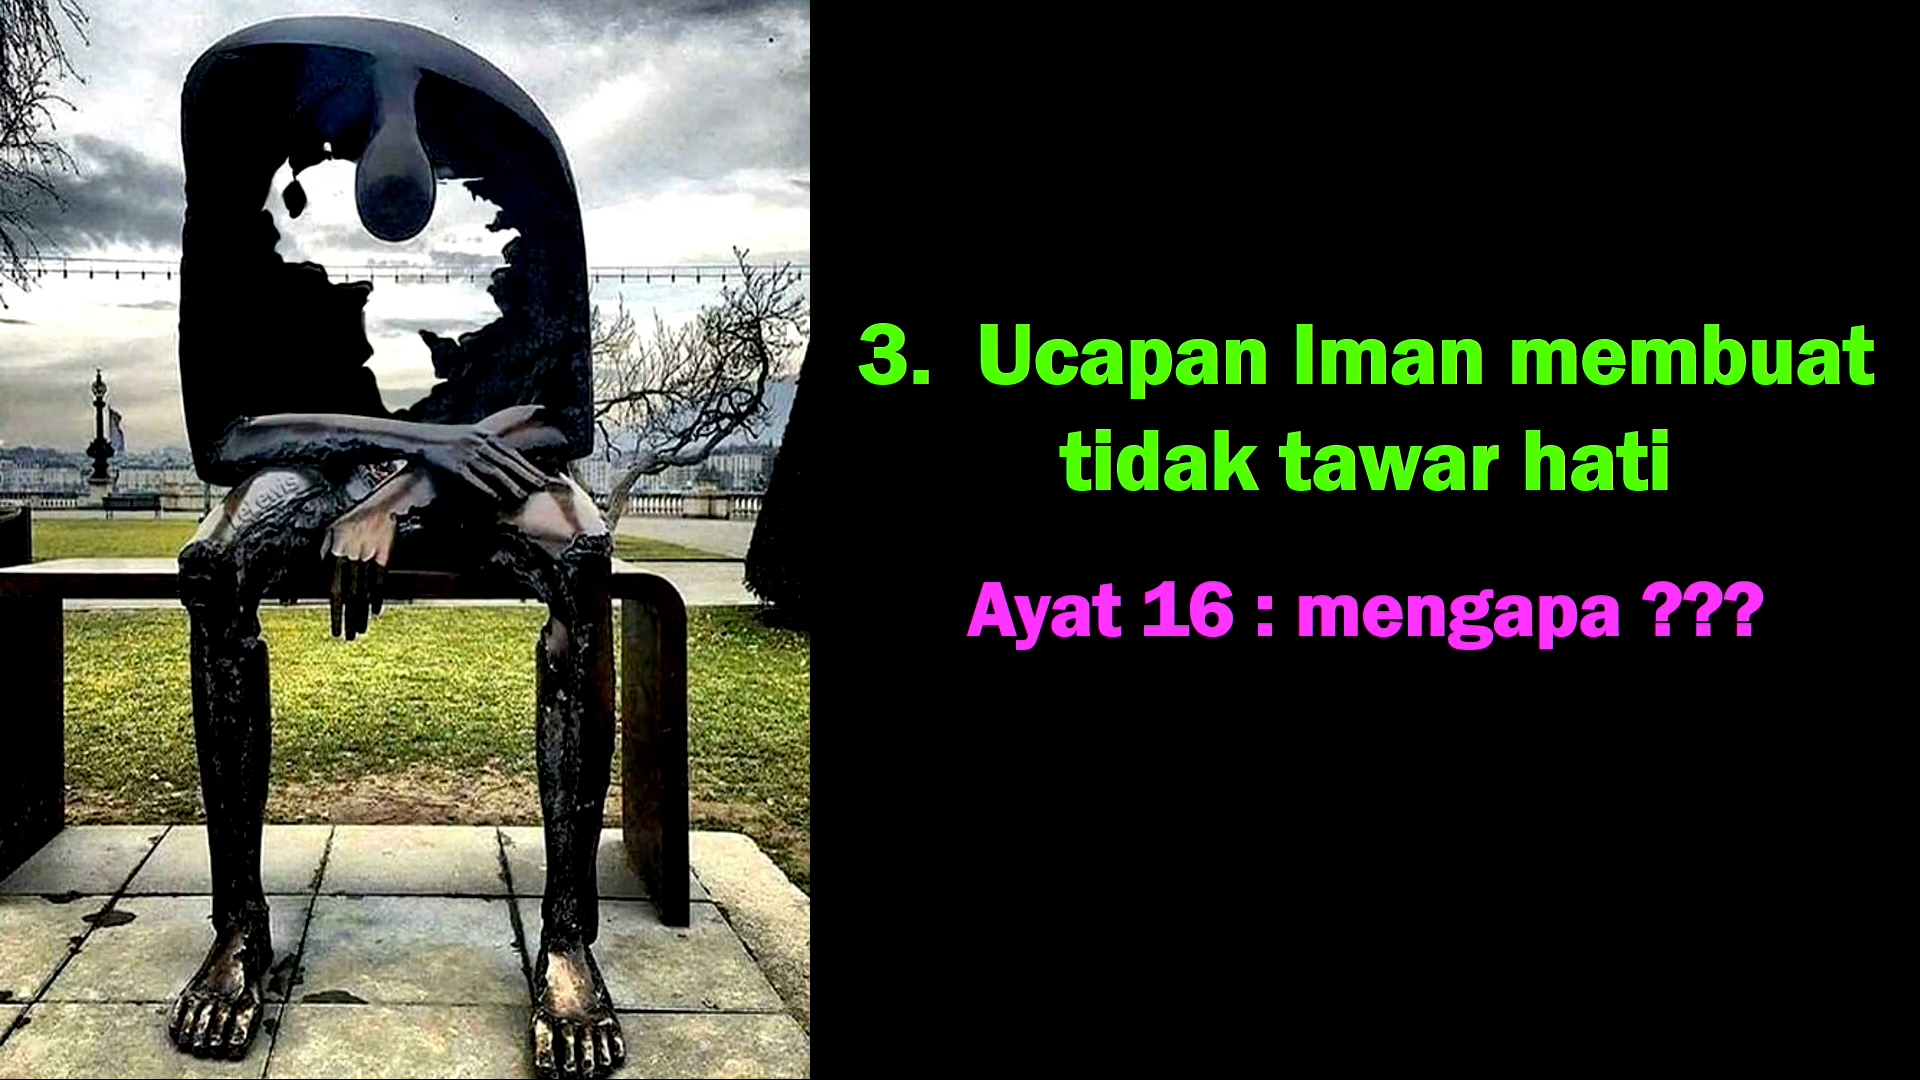 3. Ucapan Iman membuat
tidak tawar hati
Ayat 16 : mengapa ???